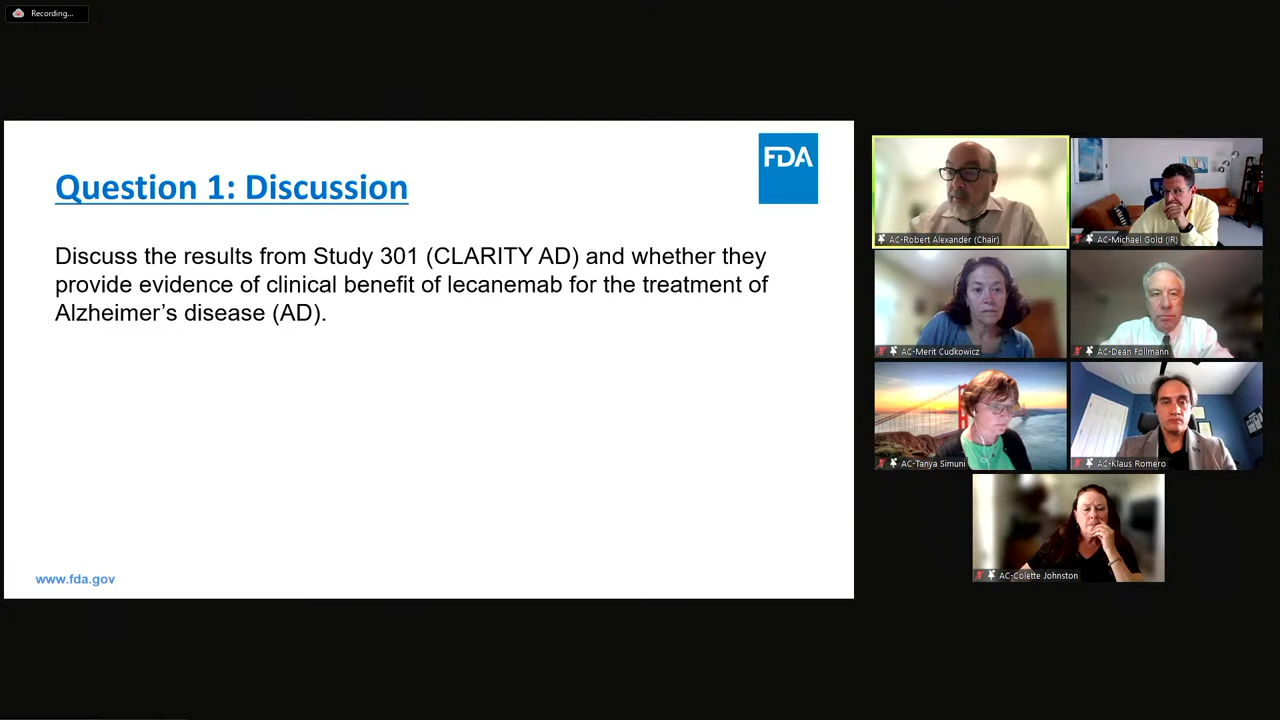 Recording...
FDA
Question 1: Discussion
Discuss the results from Study 301 (CLARITY AD) and whether they
provide evidence of clinical benefit of lecanemab for the treatment of
Alzheimer's disease (AD).
www.fda.gov
AC-Robert Alexander (Chair)
AC-Michael Gold (IR)
AC-Merit Cudkowicz
AC-Dean Follmann
AC-Tanya Simuni
AC-Klaus Romero
AC-Colette Johnston